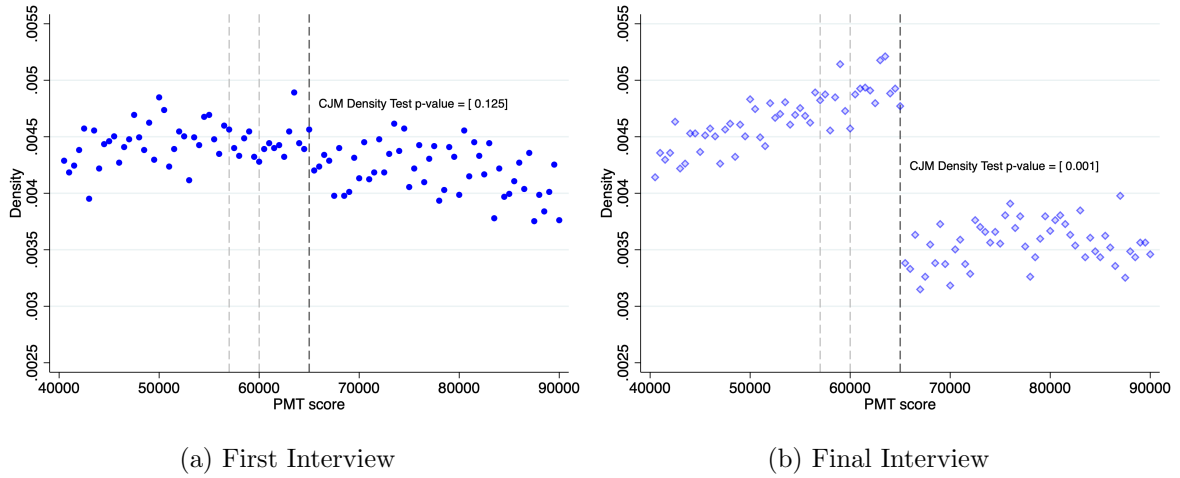 .0055
.005
.0045
.004
.0035
.003
.0025
Density
CJM Density Test p-value = [ 0.125]
40000 50000 60000 70000 80000 90000
PMT score
(a) First Interview
.0055
.005
.0045
.004
.0035
.003
.0025
Density
CJM Density Test p-value = [ 0.001]
40000 50000 60000 70000 80000 90000
PMT score
(b) Final Interview